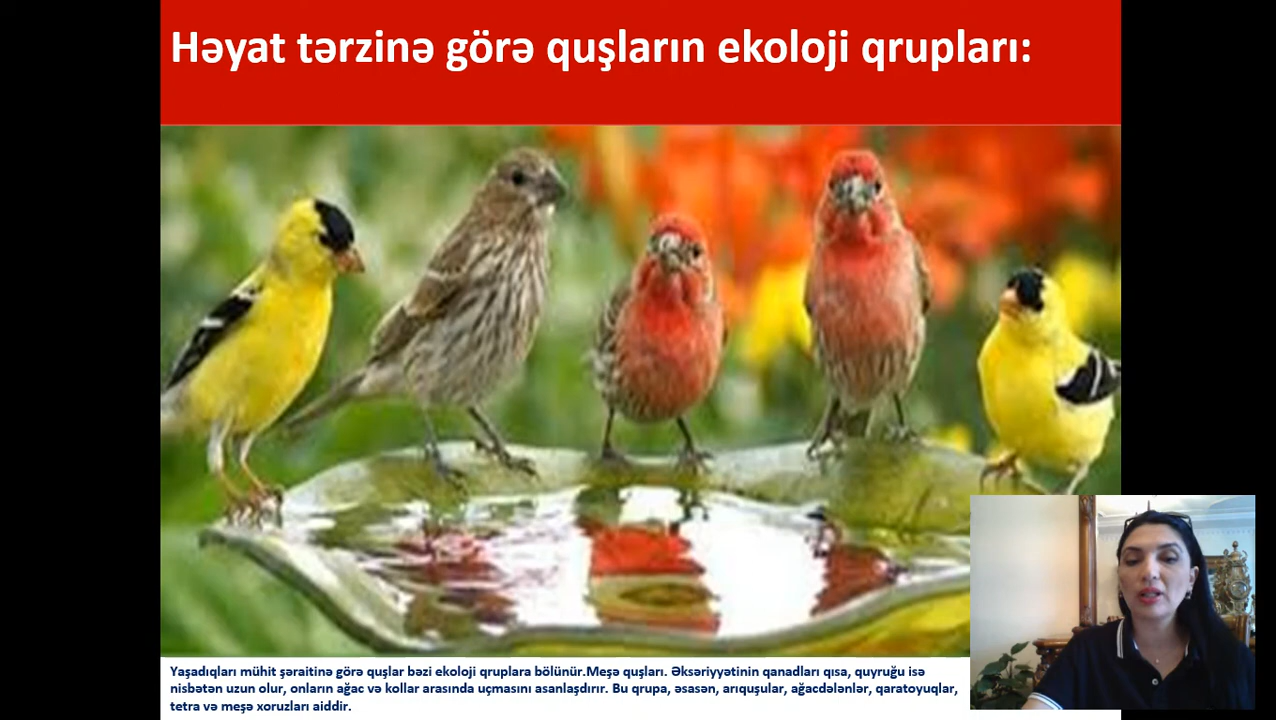 Həyat tərzinə görə quşların ekoloji qrupları:
Yaşadıqları mühit şəraitinə görə quşlar bəzi ekoloji qruplara bölünür.Meşə quşları. Əksəriyyətinin qanadları qısa, quyruğu isə
nisbətən uzun olur, onların ağac və kollar arasında uçmasını asanlaşdırır. Bu qrupa, əsasən, arıquşular, ağacdələnlər, qaratoyuqlar,
tetra və meşə xoruzları aiddir.